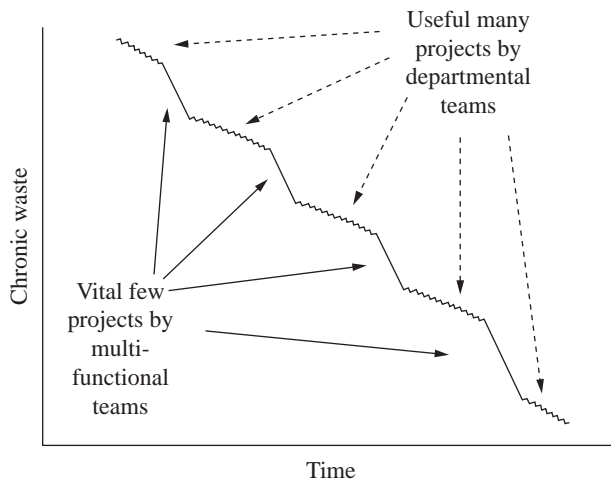 Useful many
projects by
departmental
teams
Chronic waste
Vital few
projects by
multi-
functional
teams
Time